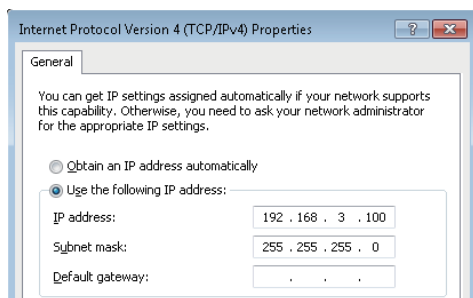 Internet Protocol Version 4 (TCP/IPv4) Properties
General
You can get IP settings assigned automatically if your network supports
this capability. Otherwise, you need to ask your network administrator
for the appropriate IP settings.
Obtain an IP address automatically
Use the following IP address:
IP address: 192 . 168 . 3 . 100
Subnet mask: 255 . 255 . 255 . 0
Default gateway: . . .